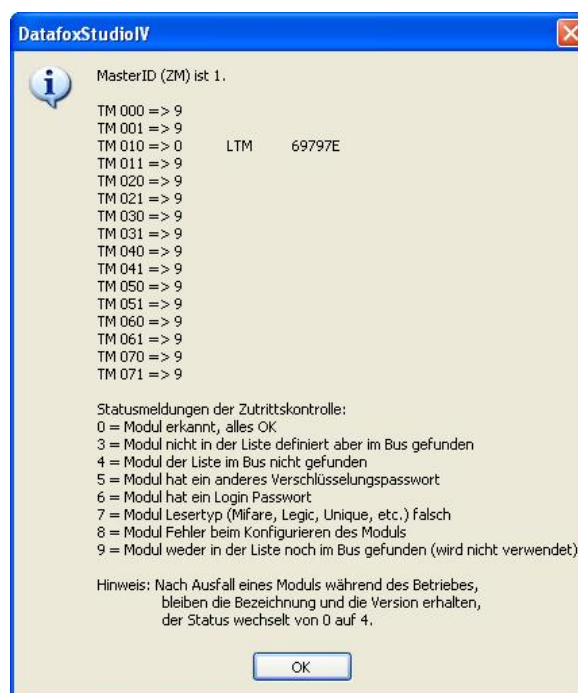 DatafoxStudioIV
MasterID (ZM) ist 1.
TM 000 => 9
TM 001 => 9
TM 010 => 0 LTM 69797E
TM 011 => 9
TM 020 => 9
TM 021 => 9
TM 030 => 9
TM 031 => 9
TM 040 => 9
TM 041 => 9
TM 050 => 9
TM 051 => 9
TM 060 => 9
TM 061 => 9
TM 070 => 9
TM 071 => 9
Statusmeldungen der Zutrittskontrolle:
0 = Modul erkannt, alles OK
3 = Modul nicht in der Liste definiert aber im Bus gefunden
4 = Modul der Liste im Bus nicht gefunden
5 = Modul hat ein anderes Verschlüsselungspasswort
6 = Modul hat ein Login Passwort
7 = Modul Lesertyp (Mifare, Legic, Unique, etc.) falsch
8 = Modul Fehler beim Konfigurieren des Moduls
9 = Modul weder in der Liste noch im Bus gefunden (wird nicht verwendet)
Hinweis: Nach Ausfall eines Moduls während des Betriebes,
bleiben die Bezeichnung und die Version erhalten,
der Status wechselt von 0 auf 4.
OK